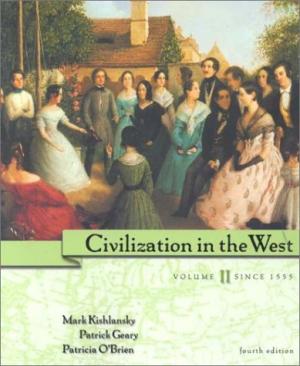 Civilization in the West
VOLUME II SINCE 1555
Mark Kishlansky
Patrick Geary
Patricia O'Brien
fourth edition